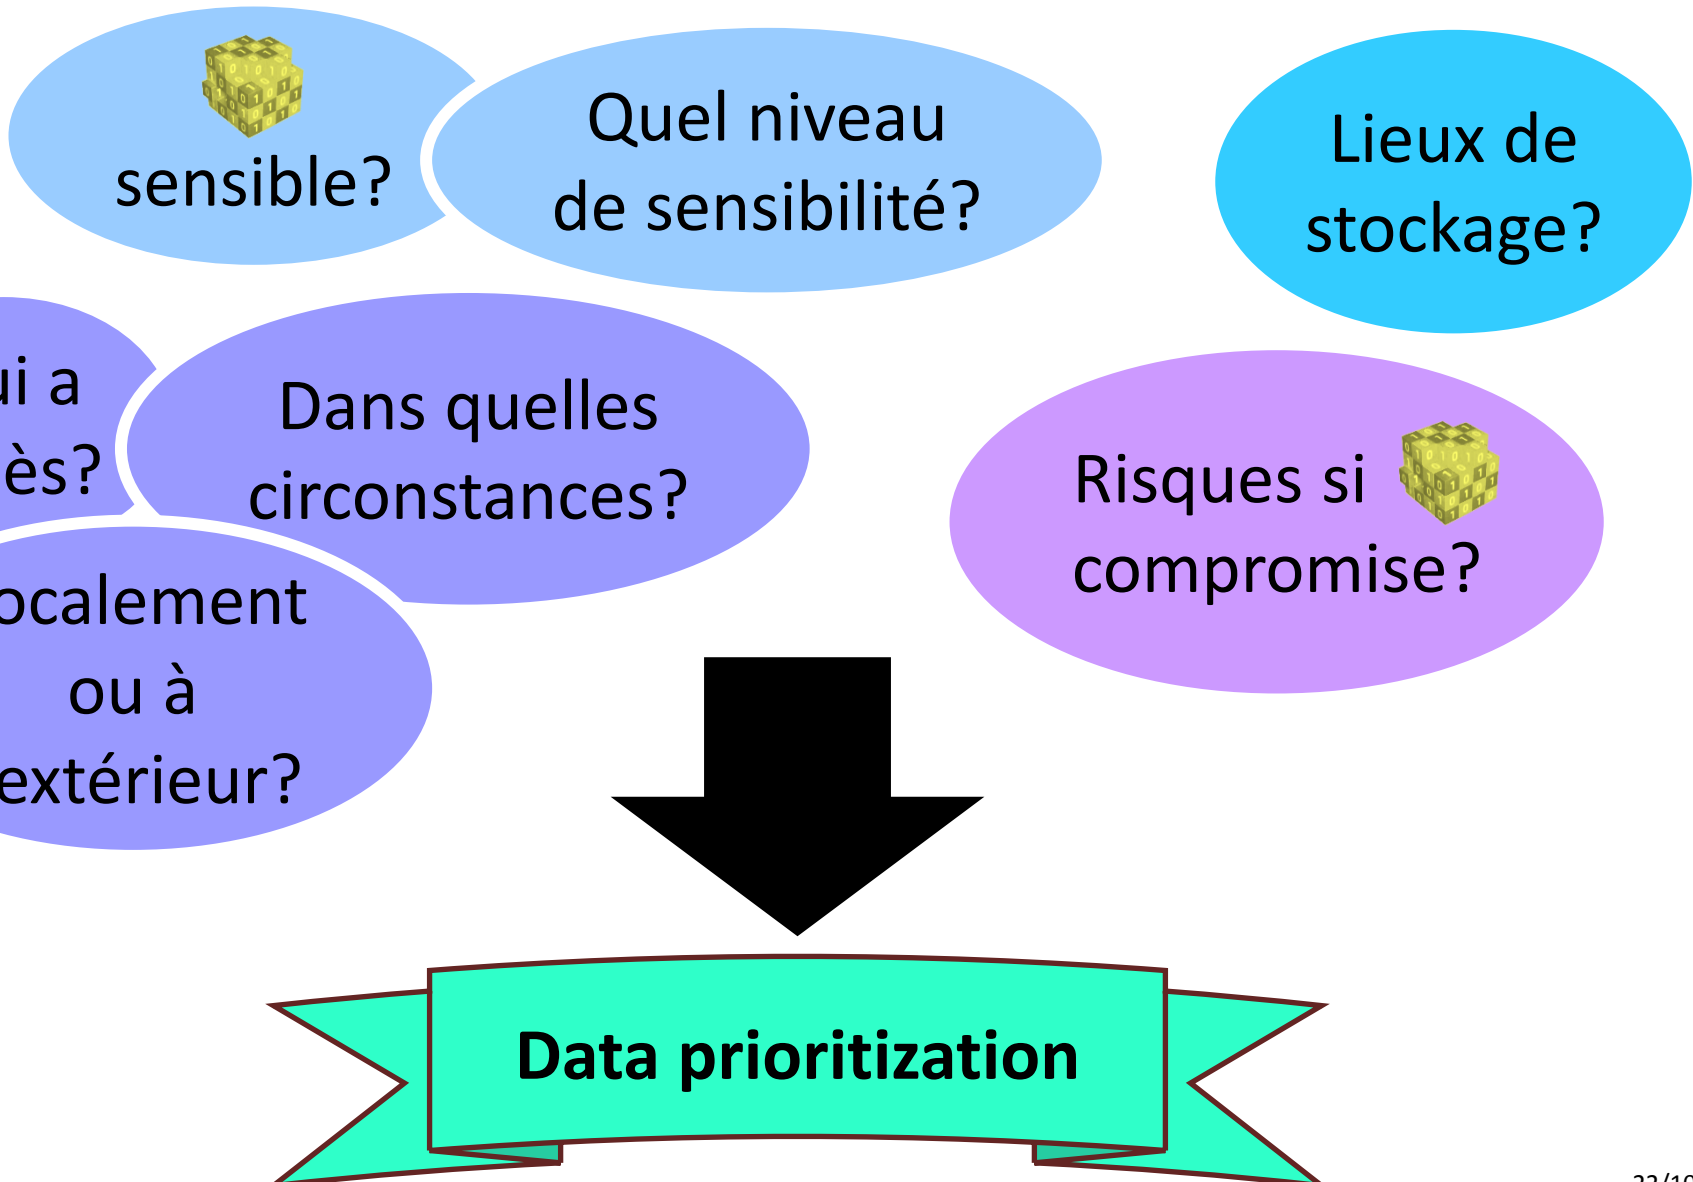 sensible?
Quel niveau
de sensibilité?
Lieux de
stockage?
ui a
ès?
Dans quelles
circonstances?
Risques si
compromise?
ocalement
ou à
extérieur?
Data prioritization